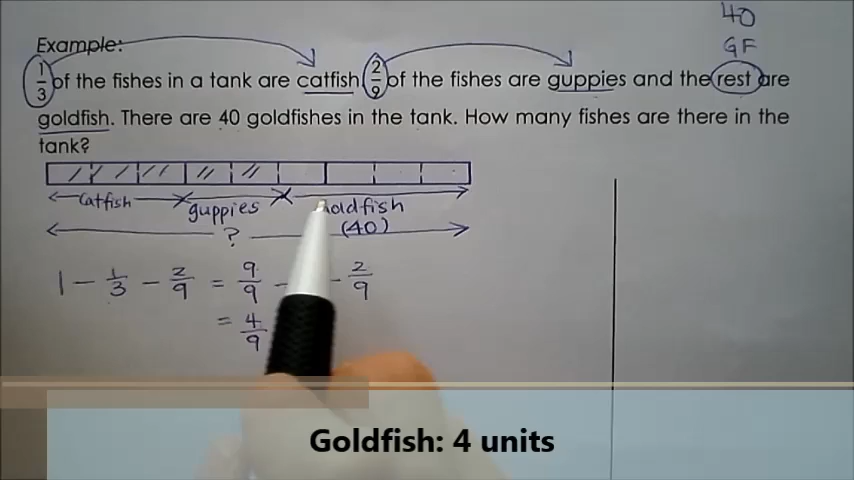 40
GF
Example:
1/3 of the fishes in a tank are catfish 2/9 of the fishes are guppies and the rest are
goldfish. There are 40 goldfishes in the tank. How many fishes are there in the
tank?
Catfish guppies oldfish
? (40)
1 - 1/3 - 2/9 = 9/9 - - 2/9
= 4/9
Goldfish: 4 units